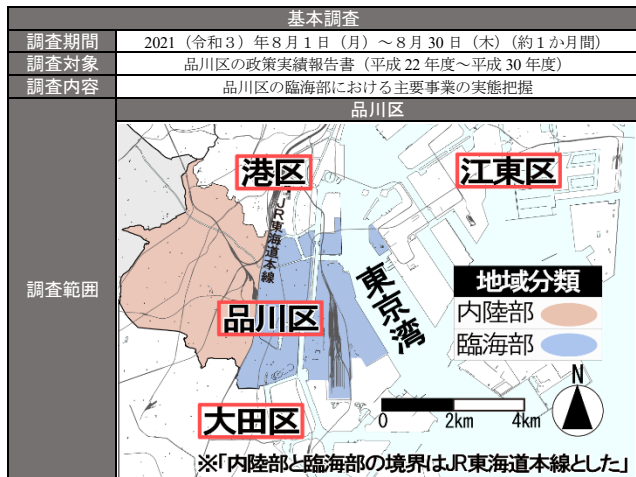 基本調査
調査期間 2021（令和３）年８月１日（月）～８月 30 日（木）（約１か月間）
調査対象 品川区の政策実績報告書（平成 22 年度～平成 30 年度）
調査内容 品川区の臨海部における主要事業の実態把握
調査範囲
品川区
港区
江東区
JR東海道本線
東京湾
品川区
大田区
地域分類
内陸部
臨海部
N
0 2km 4km
※「内陸部と臨海部の境界はJR東海道本線とした」